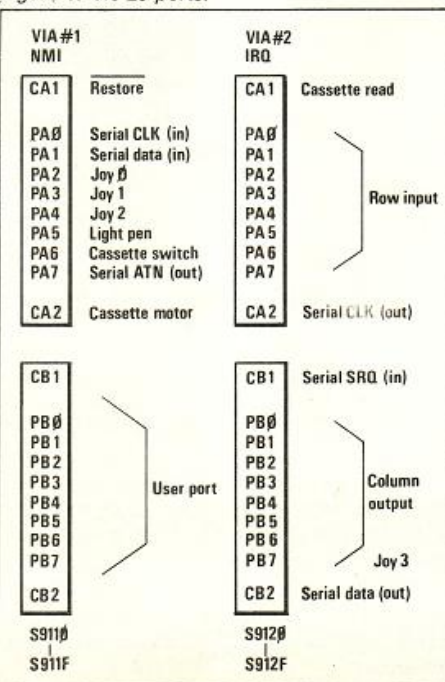 VIA#1
NMI
CA1 Restore
PAØ Serial CLK (in)
PA1 Serial data (in)
PA2 Joy Ø
PA3 Joy 1
PA4 Joy 2
PA5 Light pen
PA6 Cassette switch
PA7 Serial ATN (out)
CA2 Cassette motor
CB1
PBØ
PB1
PB2
PB3
PB4
PB5
PB6
PB7
User port
CB2
S911Ø
S911F
VIA#2
IRQ
CA1 Cassette read
PAØ
PA1
PA2
PA3
PA4
PA5
PA6
PA7
Row input
CA2 Serial CLK (out)
CB1 Serial SRQ (in)
PBØ
PB1
PB2
PB3
PB4
PB5
PB6
PB7 Joy 3
Column
output
CB2 Serial data (out)
S912Ø
S912F